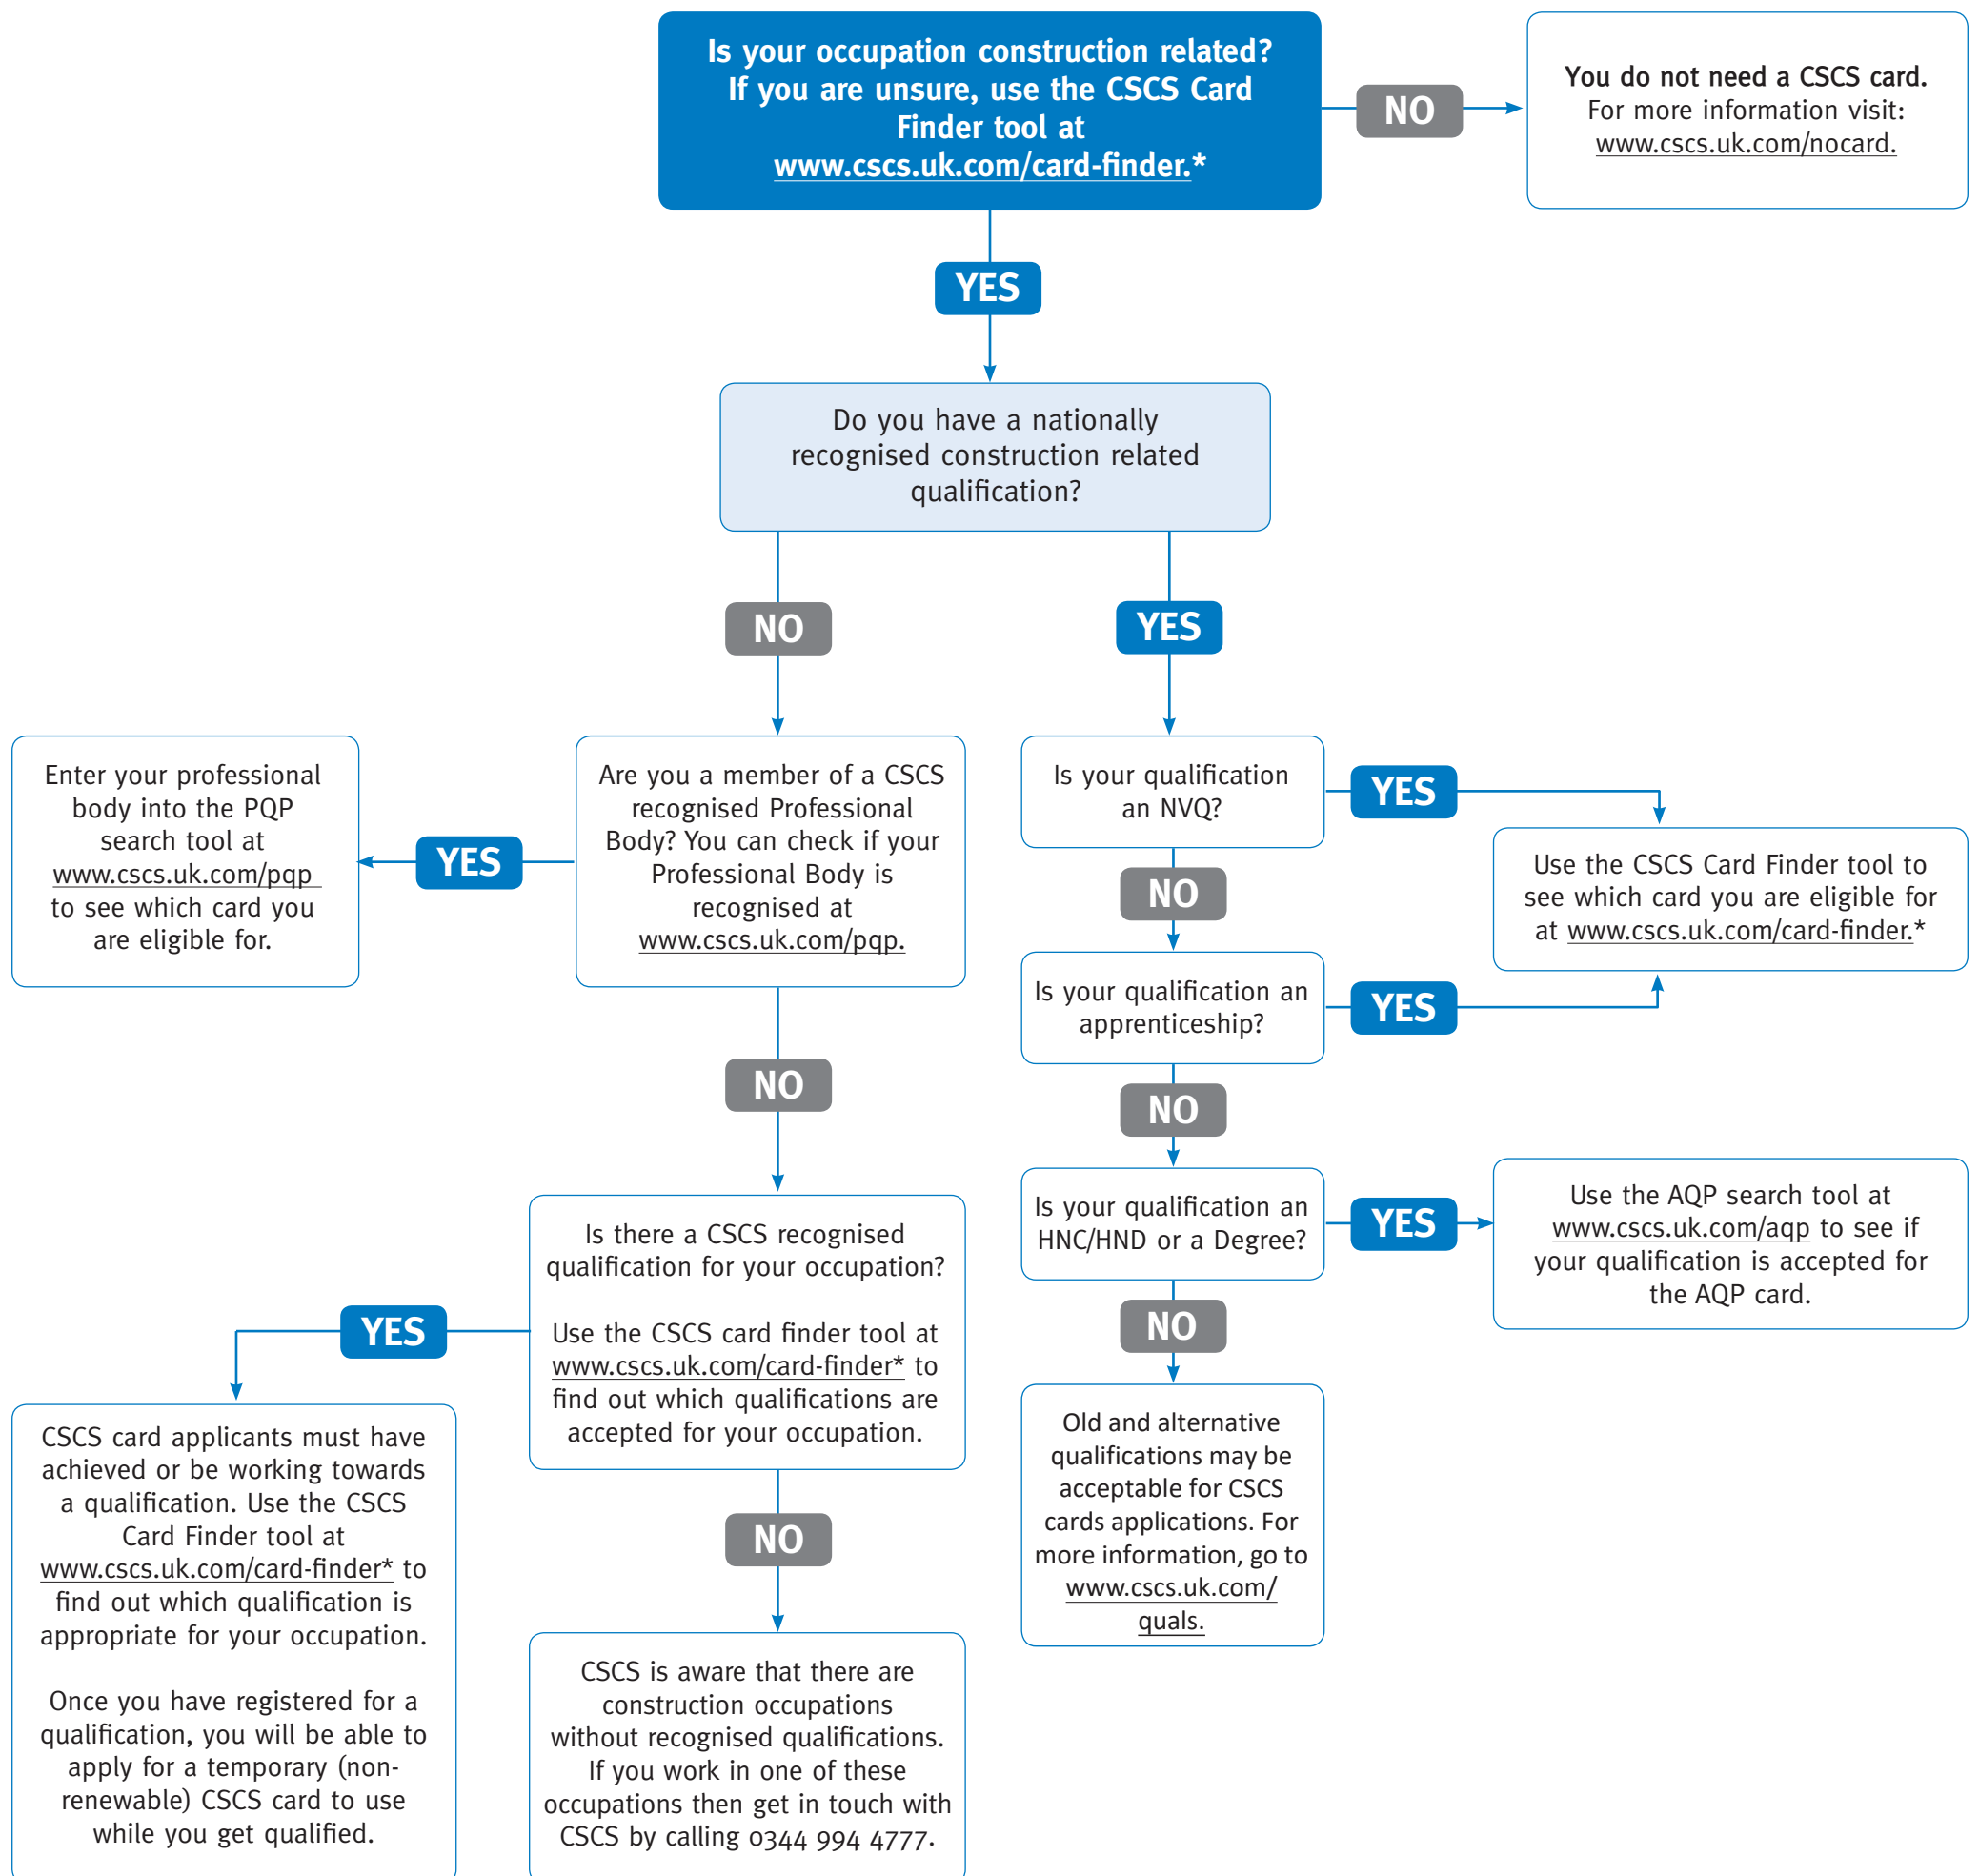 Is your occupation construction related?
If you are unsure, use the CSCS Card
Finder tool at
www.cscs.uk.com/card-finder.*
NO
You do not need a CSCS card.
For more information visit:
www.cscs.uk.com/nocard.
YES
Do you have a nationally
recognised construction related
qualification?
NO
YES
Enter your professional
body into the PQP
search tool at
www.cscs.uk.com/pqp
to see which card you
are eligible for.
YES
Are you a member of a CSCS
recognised Professional
Body? You can check if your
Professional Body is
recognised at
www.cscs.uk.com/pqp.
Is your qualification
an NVQ?
YES
Use the CSCS Card Finder tool to
see which card you are eligible for
at www.cscs.uk.com/card-finder.*
NO
Is your qualification an
apprenticeship?
YES
NO
NO
Is your qualification an
HNC/HND or a Degree?
YES
Use the AQP search tool at
www.cscs.uk.com/aqp to see if
your qualification is accepted for
the AQP card.
Is there a CSCS recognised
qualification for your occupation?
Use the CSCS card finder tool at
www.cscs.uk.com/card-finder* to
find out which qualifications are
accepted for your occupation.
YES
NO
CSCS card applicants must have
achieved or be working towards
a qualification. Use the CSCS
Card Finder tool at
www.cscs.uk.com/card-finder* to
find out which qualification is
appropriate for your occupation.
Once you have registered for a
qualification, you will be able to
apply for a temporary (non-
renewable) CSCS card to use
while you get qualified.
NO
Old and alternative
qualifications may be
acceptable for CSCS
cards applications. For
more information, go to
www.cscs.uk.com/
quals.
CSCS is aware that there are
construction occupations
without recognised qualifications.
If you work in one of these
occupations then get in touch with
CSCS by calling 0344 994 4777.